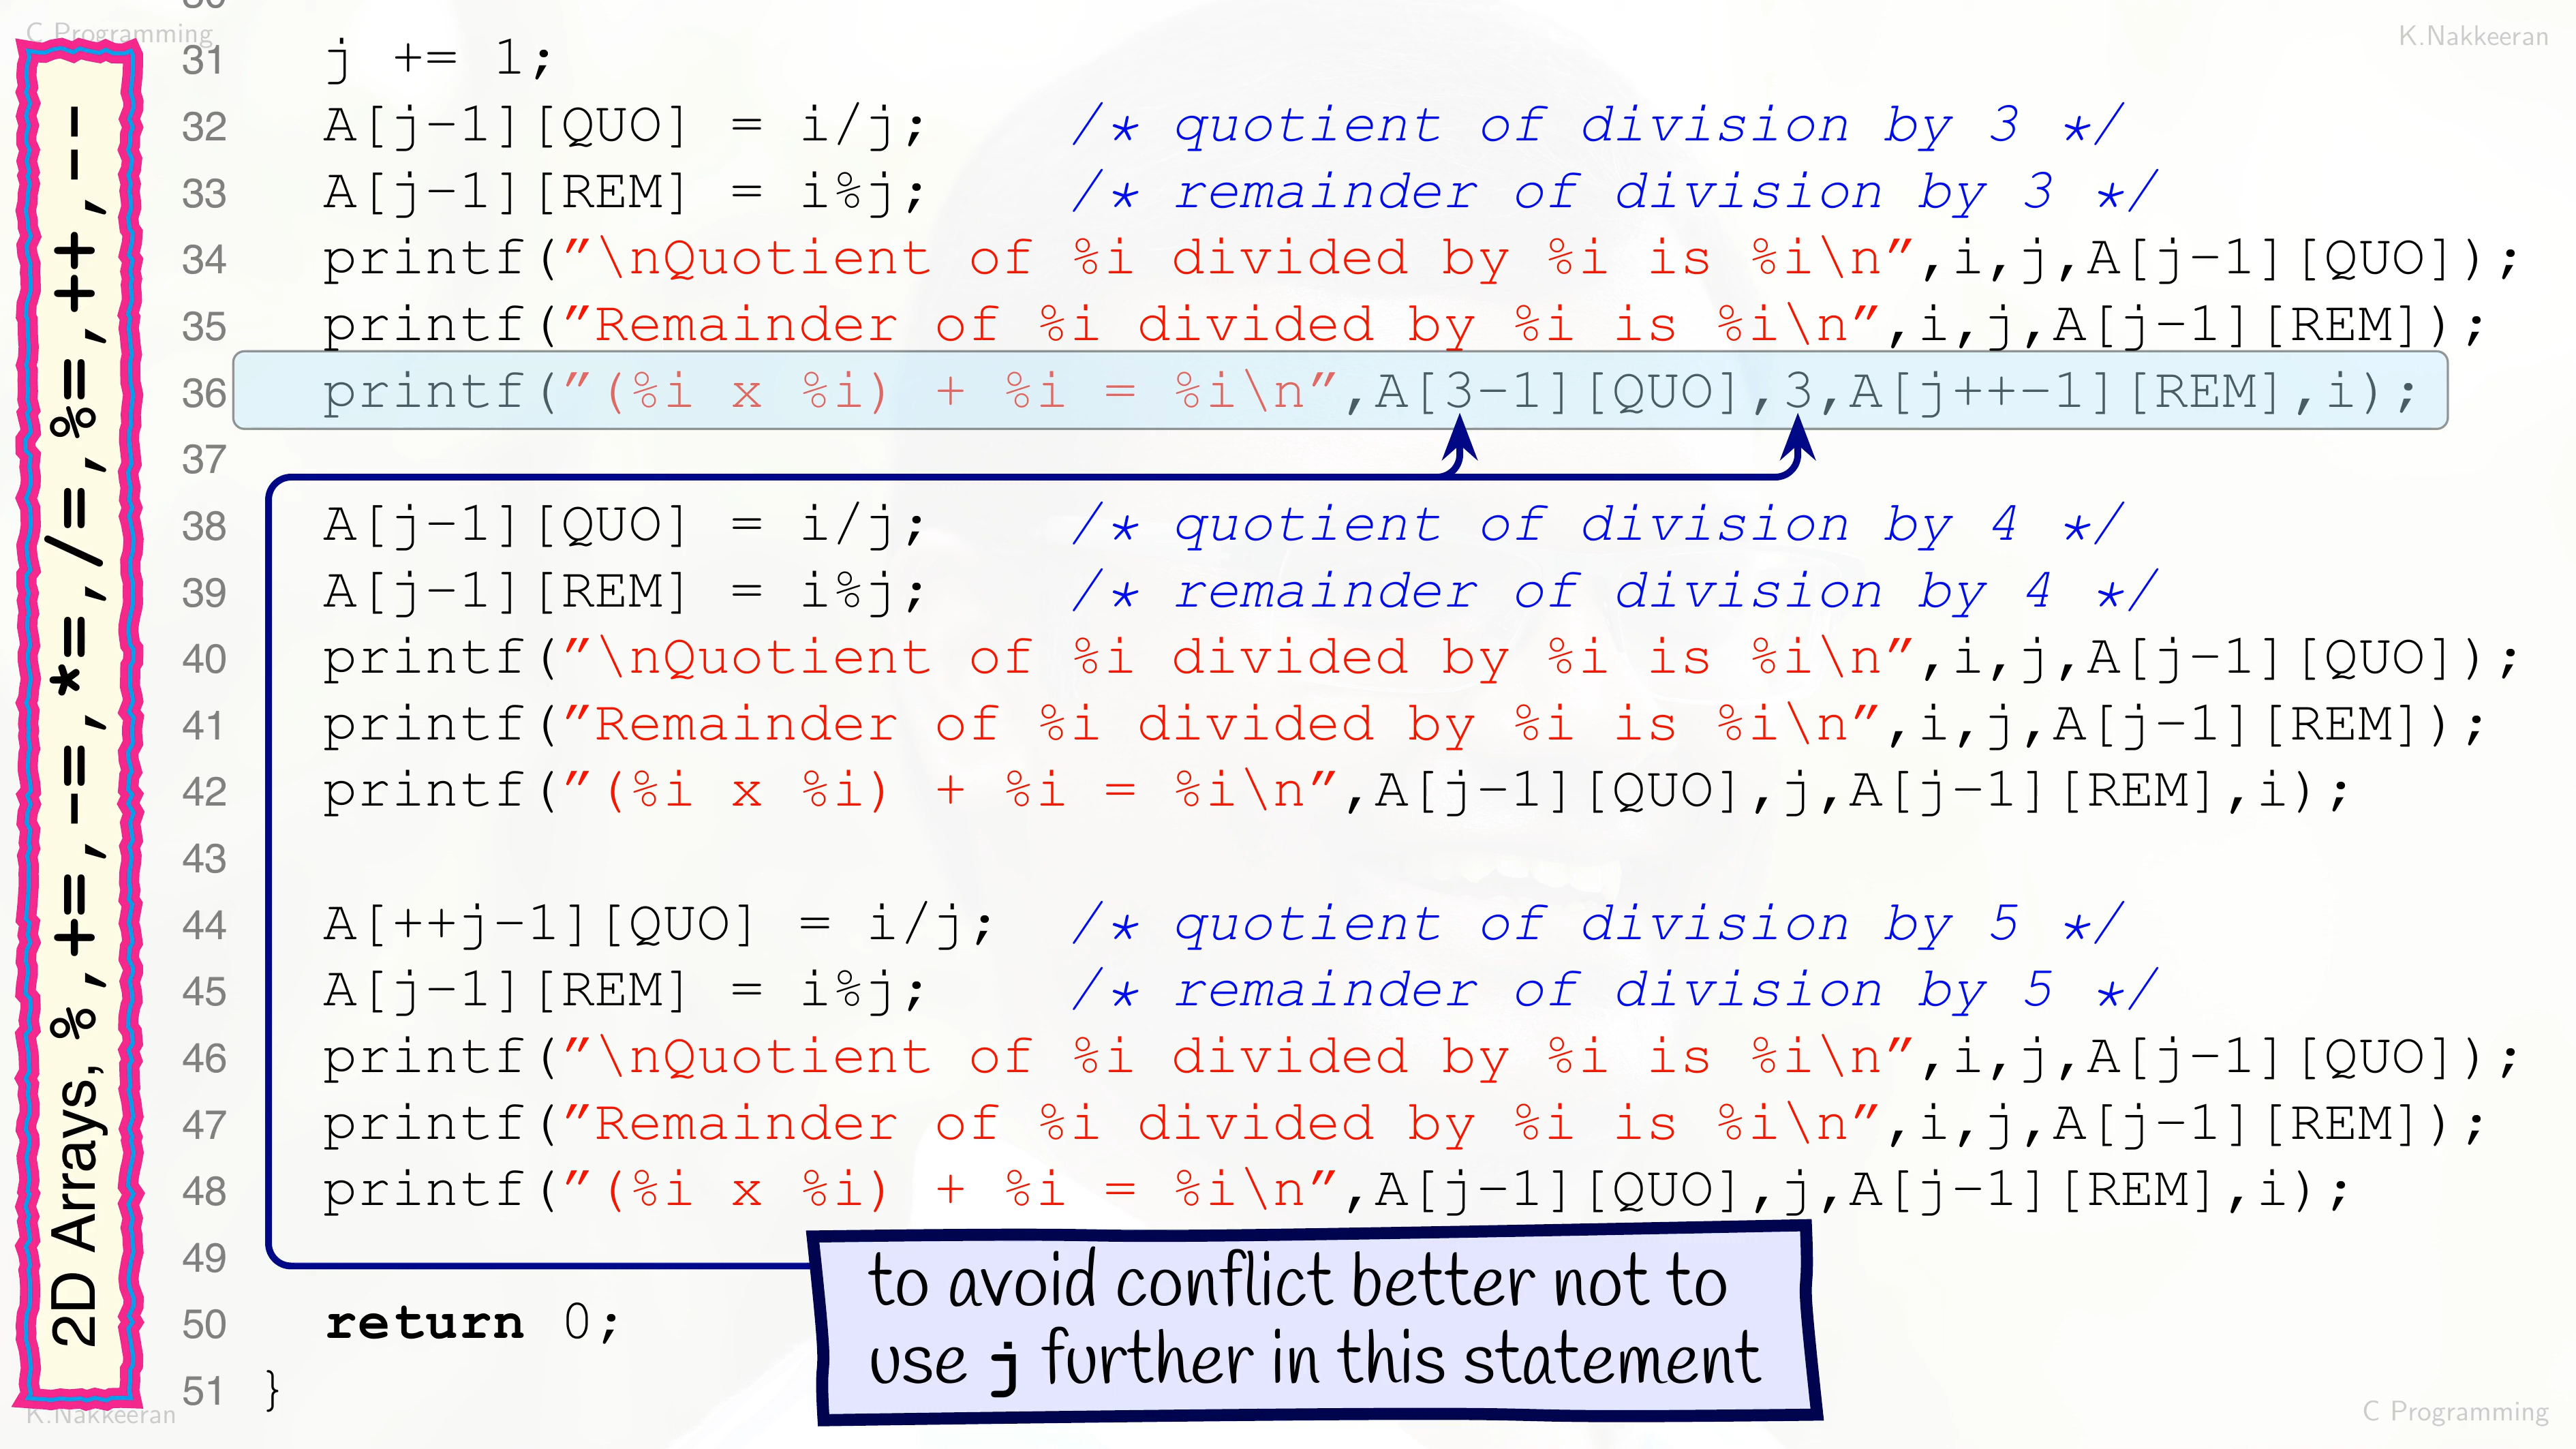 C Programming
K.Nakkeeran
2D Arrays, %,+=,-=,*=,/=,%=,++,--
31 j += 1;
32 A[j-1][QUO] = i/j; /* quotient of division by 3 */
33 A[j-1][REM] = i%j; /* remainder of division by 3 */
34 printf("\nQuotient of %i divided by %i is %i\n",i,j,A[j-1][QUO]);
35 printf("Remainder of %i divided by %i is %i\n",i,j,A[j-1][REM]);
36 printf("(%i x %i) + %i = %i\n",A[3-1][QUO],3,A[j++-1][REM],i);
37
38 A[j-1][QUO] = i/j; /* quotient of division by 4 */
39 A[j-1][REM] = i%j; /* remainder of division by 4 */
40 printf("\nQuotient of %i divided by %i is %i\n",i,j,A[j-1][QUO]);
41 printf("Remainder of %i divided by %i is %i\n",i,j,A[j-1][REM]);
42 printf("(%i x %i) + %i = %i\n",A[j-1][QUO],j,A[j-1][REM],i);
43
44 A[++j-1][QUO] = i/j; /* quotient of division by 5 */
45 A[j-1][REM] = i%j; /* remainder of division by 5 */
46 printf("\nQuotient of %i divided by %i is %i\n",i,j,A[j-1][QUO]);
47 printf("Remainder of %i divided by %i is %i\n",i,j,A[j-1][REM]);
48 printf("(%i x %i) + %i = %i\n",A[j-1][QUO],j,A[j-1][REM],i);
49
50 return 0;
51 }
to avoid conflict better not to
use j further in this statement
K.Nakkeeran
C Programming